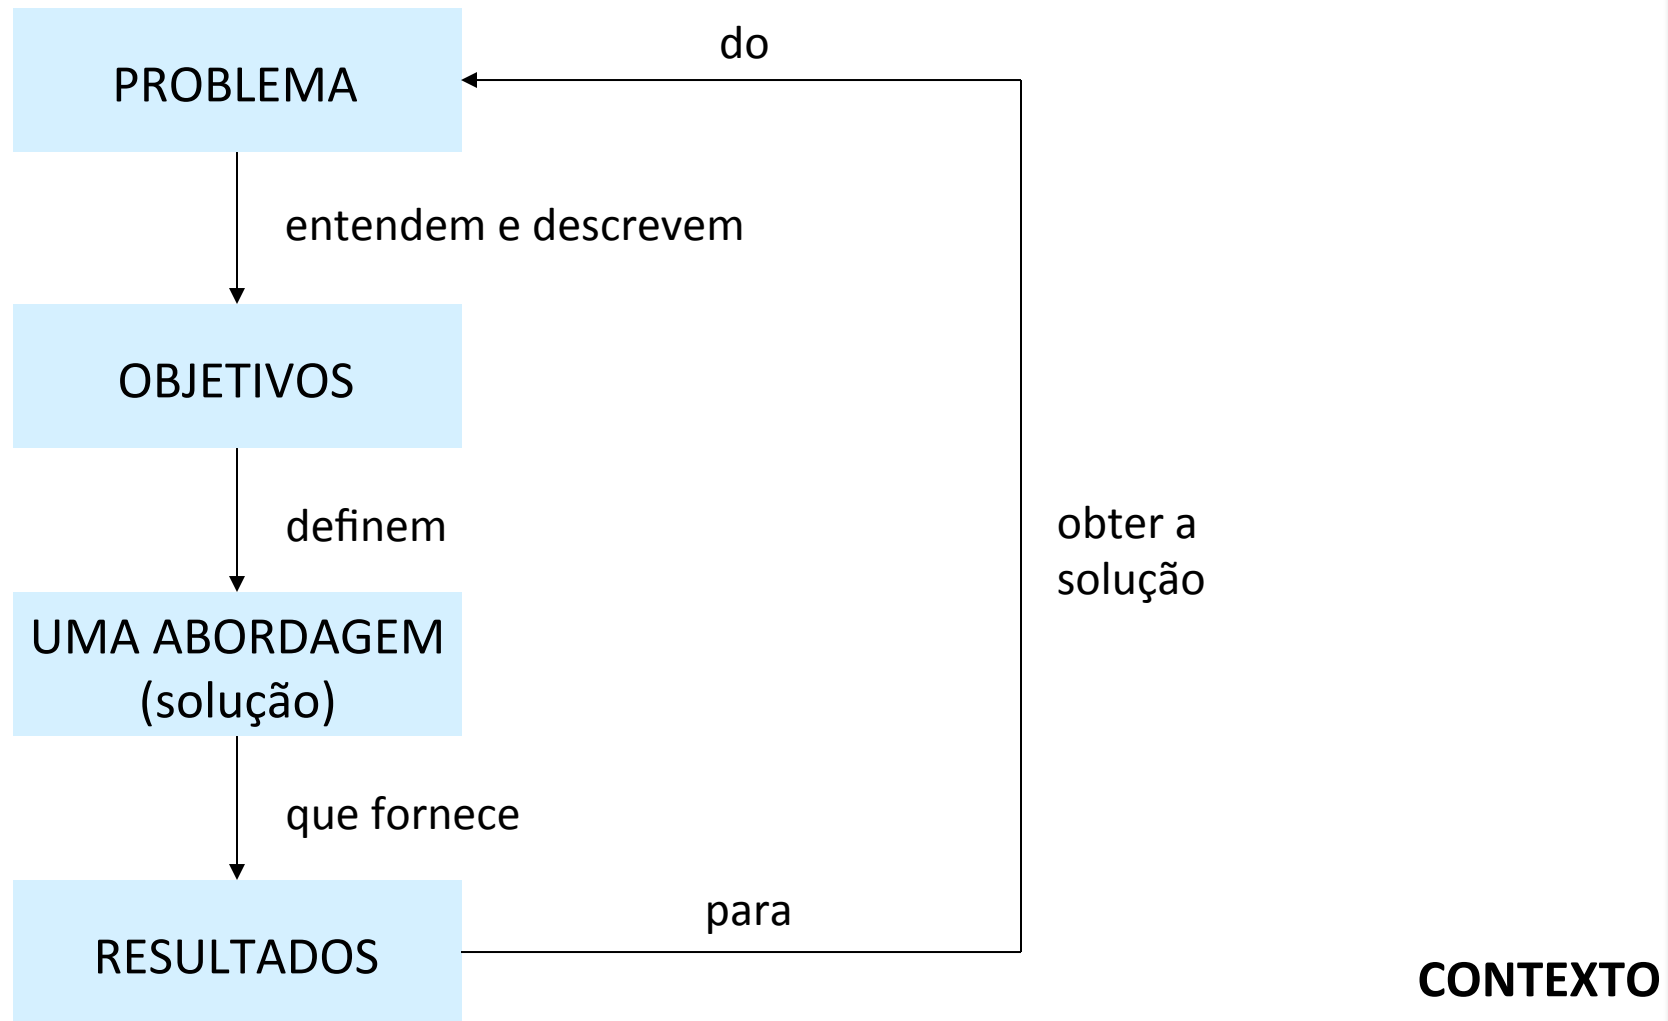 do
PROBLEMA
entendem e descrevem
OBJETIVOS
definem
obter a
solução
UMA ABORDAGEM
(solução)
que fornece
para
RESULTADOS
CONTEXTO